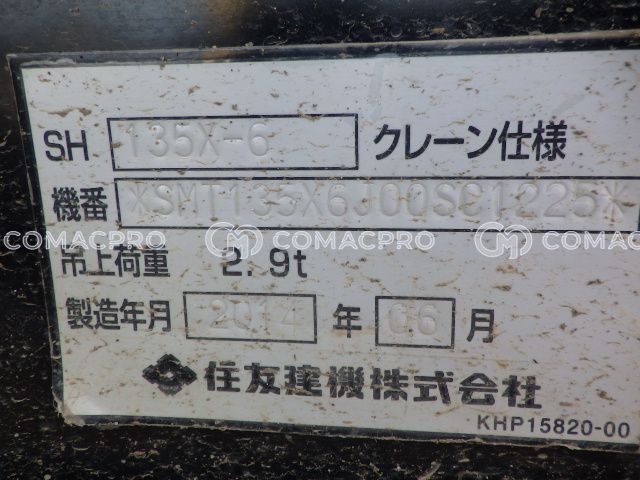 SH 135X-6 クレーン仕様
機番 *SMT135X6J00SC1225*
COMACPRO COMACPRO COMACPRO COMACPRO
吊上荷重 2.9t
製造年月 2014 年 06 月
住友建機株式会社
KHP15820-00